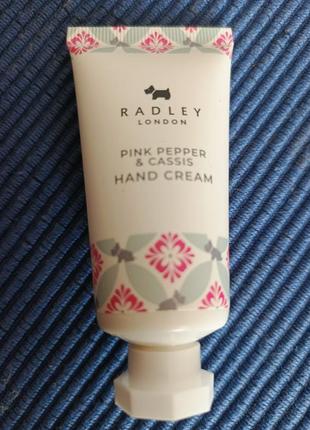 RADLEY
LONDON
PINK PEPPER
& CASSIS
HAND CREAM